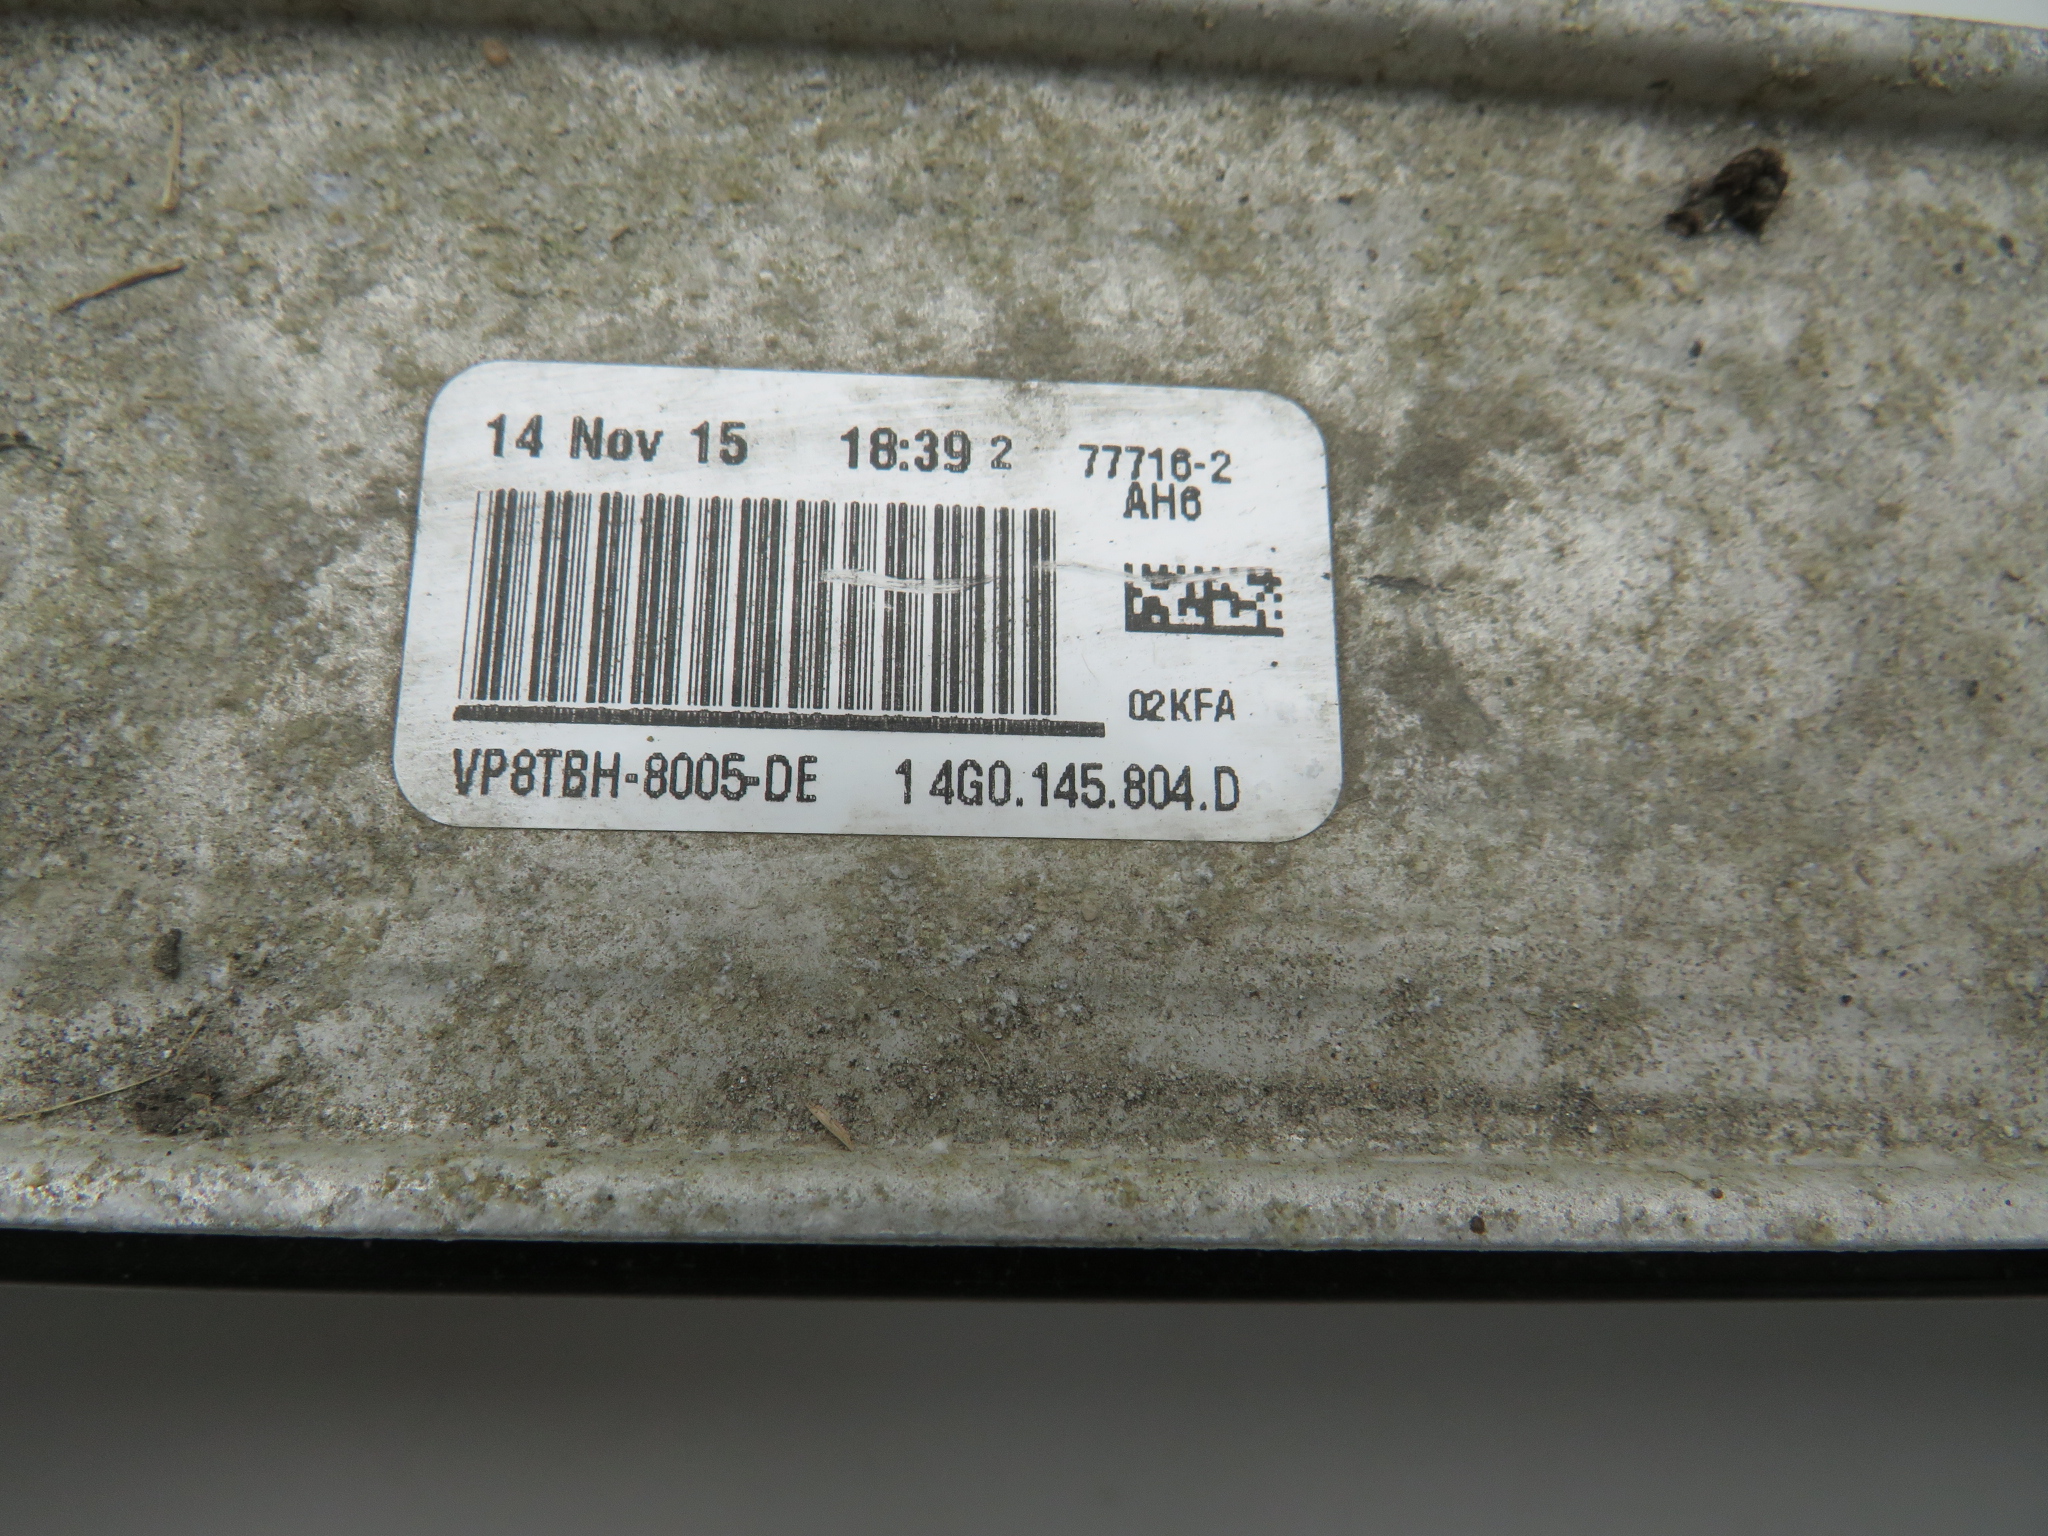 14 Nov 15 18:39 2 77716-2
AH6
02KFA
VP8TBH-8005-DE 1 4G0.145.804.D